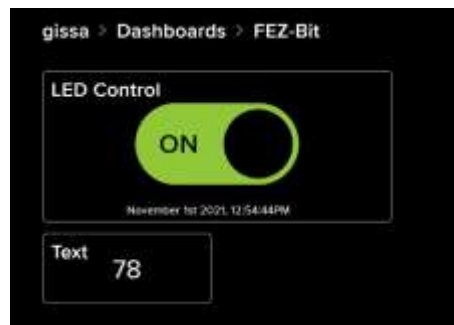 gissa > Dashboards > FEZ-Bit
LED Control
ON
November 1st 2021, 12:54:44PM
Text
78